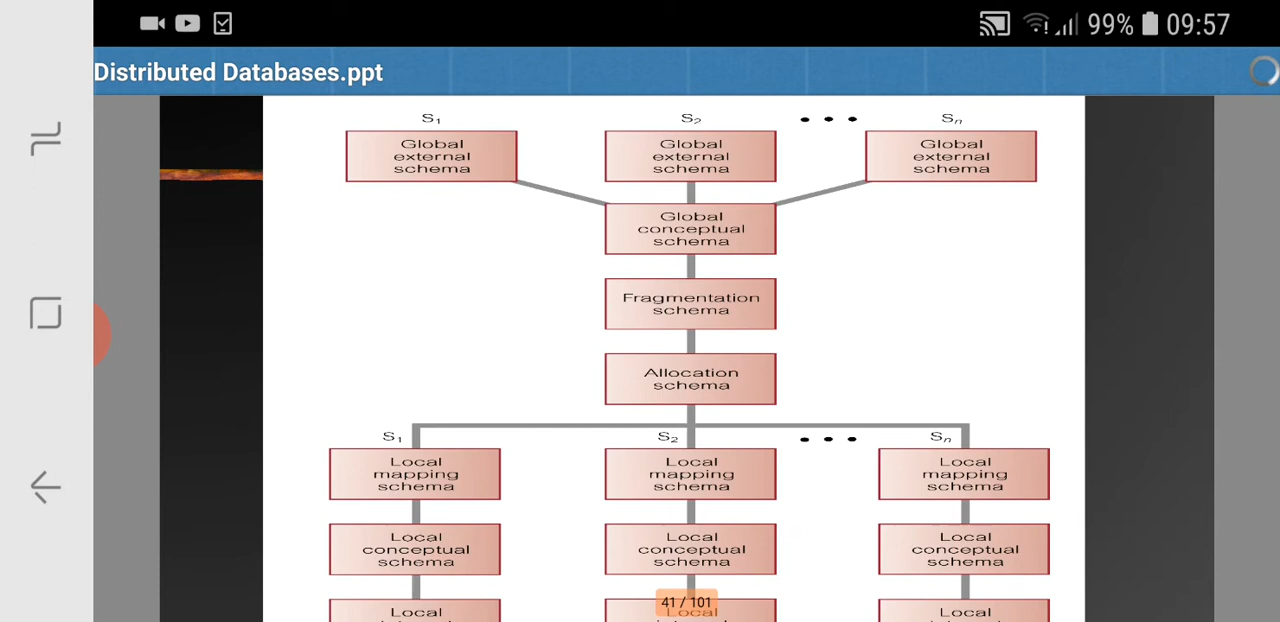 99% 09:57
Distributed Databases.ppt
S1 S2 • • • Sn
Global external schema
Global external schema
Global external schema
Global conceptual schema
Fragmentation schema
Allocation schema
S1 S2 • • • Sn
Local mapping schema
Local mapping schema
Local mapping schema
Local conceptual schema
Local conceptual schema
Local conceptual schema
41 / 101
Local
Local
Local